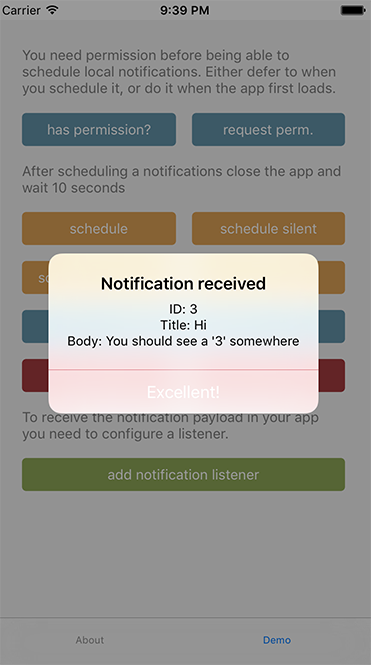 Carrier 9:39 PM
You need permission before being able to
schedule local notifications. Either defer to when
you schedule it, or do it when the app first loads.
has permission? request perm.
After scheduling a notifications close the app and
wait 10 seconds
schedule schedule silent
Notification received
ID: 3
Title: Hi
Body: You should see a '3' somewhere
Excellent!
To receive the notification payload in your app
you need to configure a listener.
add notification listener
About Demo